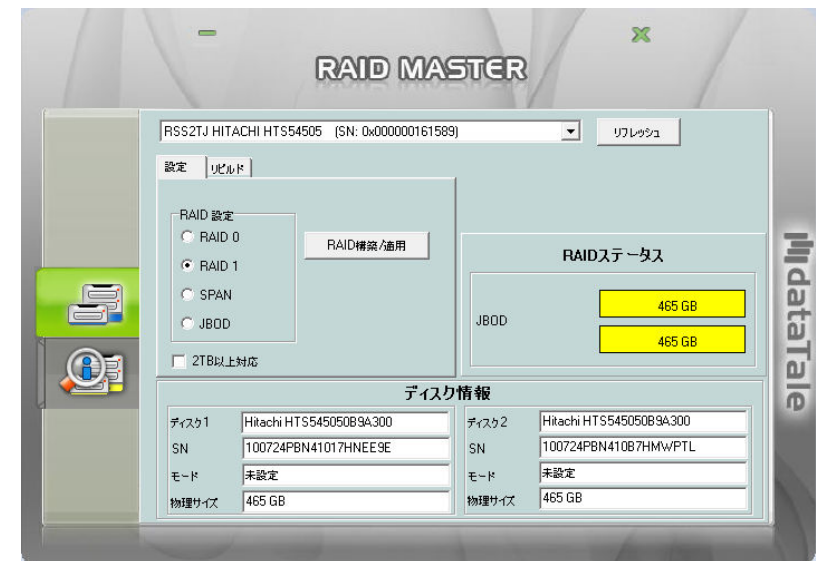 RAID MASTER
RSS2TJ HITACHI HTS54505 (SN: 0x000000161589)
リフレッシュ
設定
リビルド
RAID 設定
RAID 0
RAID 1
SPAN
JBOD
RAID構築/適用
2TB以上対応
RAIDステータス
JBOD
465 GB
465 GB
ディスク情報
ディスク1
Hitachi HTS545050B9A300
SN
100724PBN41017HNEE9E
モード
未設定
物理サイズ
465 GB
ディスク2
Hitachi HTS545050B9A300
SN
100724PBN410B7HMWPTL
モード
未設定
物理サイズ
465 GB
dataTale